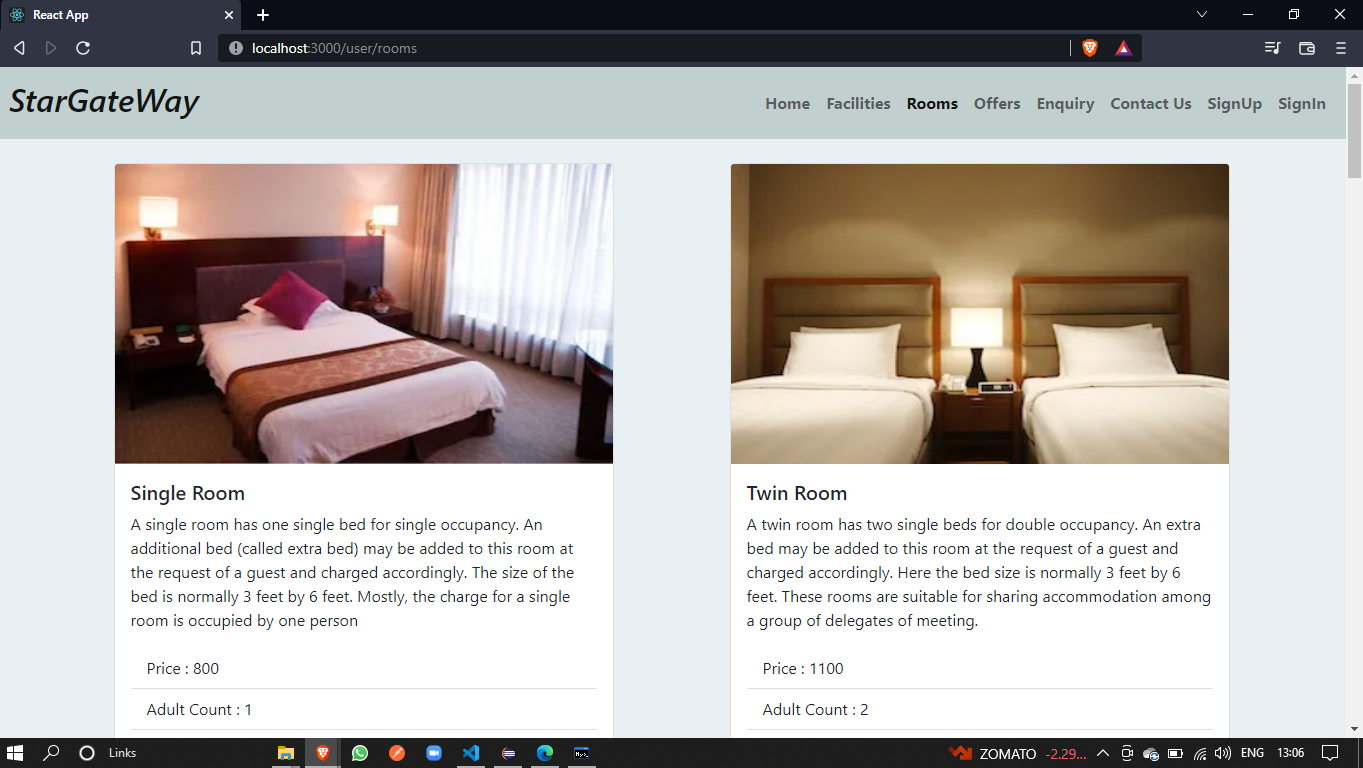 React App
localhost:3000/user/rooms
StarGateWay
Home Facilities Rooms Offers Enquiry Contact Us SignUp SignIn
Single Room
A single room has one single bed for single occupancy. An
additional bed (called extra bed) may be added to this room at
the request of a guest and charged accordingly. The size of the
bed is normally 3 feet by 6 feet. Mostly, the charge for a single
room is occupied by one person
Price : 800
Adult Count : 1
Twin Room
A twin room has two single beds for double occupancy. An extra
bed may be added to this room at the request of a guest and
charged accordingly. Here the bed size is normally 3 feet by 6
feet. These rooms are suitable for sharing accommodation among
a group of delegates of meeting.
Price : 1100
Adult Count : 2
Links
ZOMATO -2.29...
ENG
13:06